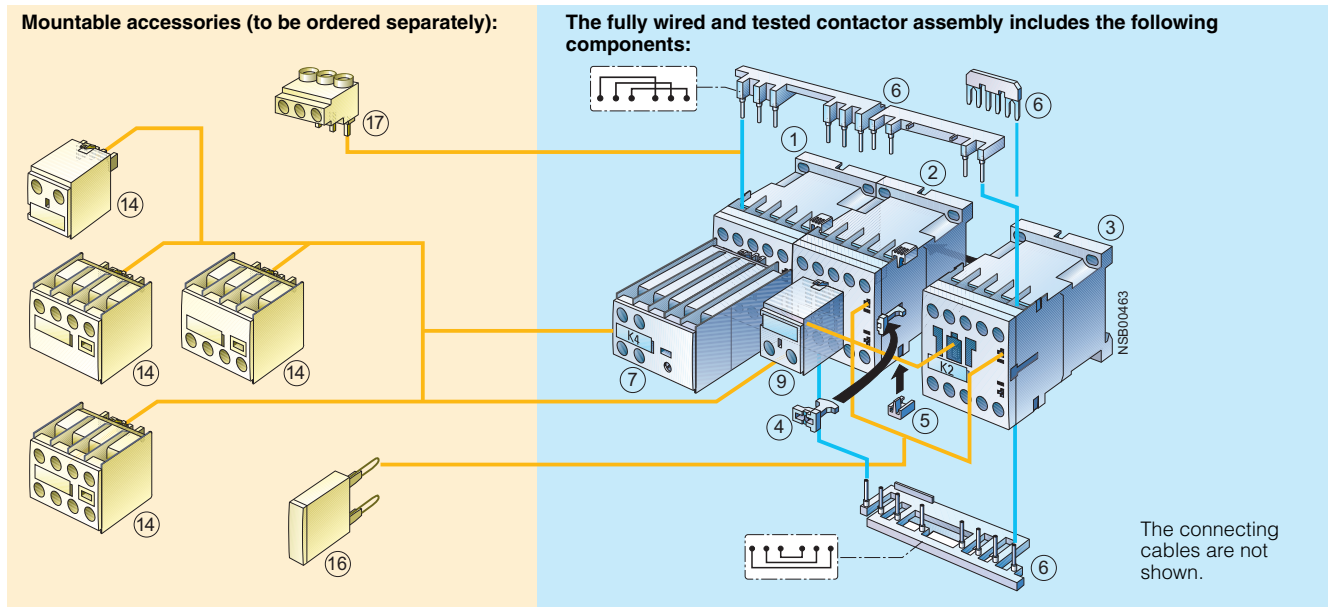 Mountable accessories (to be ordered separately):
The fully wired and tested contactor assembly includes the following
components:
6
6
17
1
2
14
3
NSB00463
14
14
K4
K2
7
9
4
5
14
16
6
The connecting
cables are not
shown.